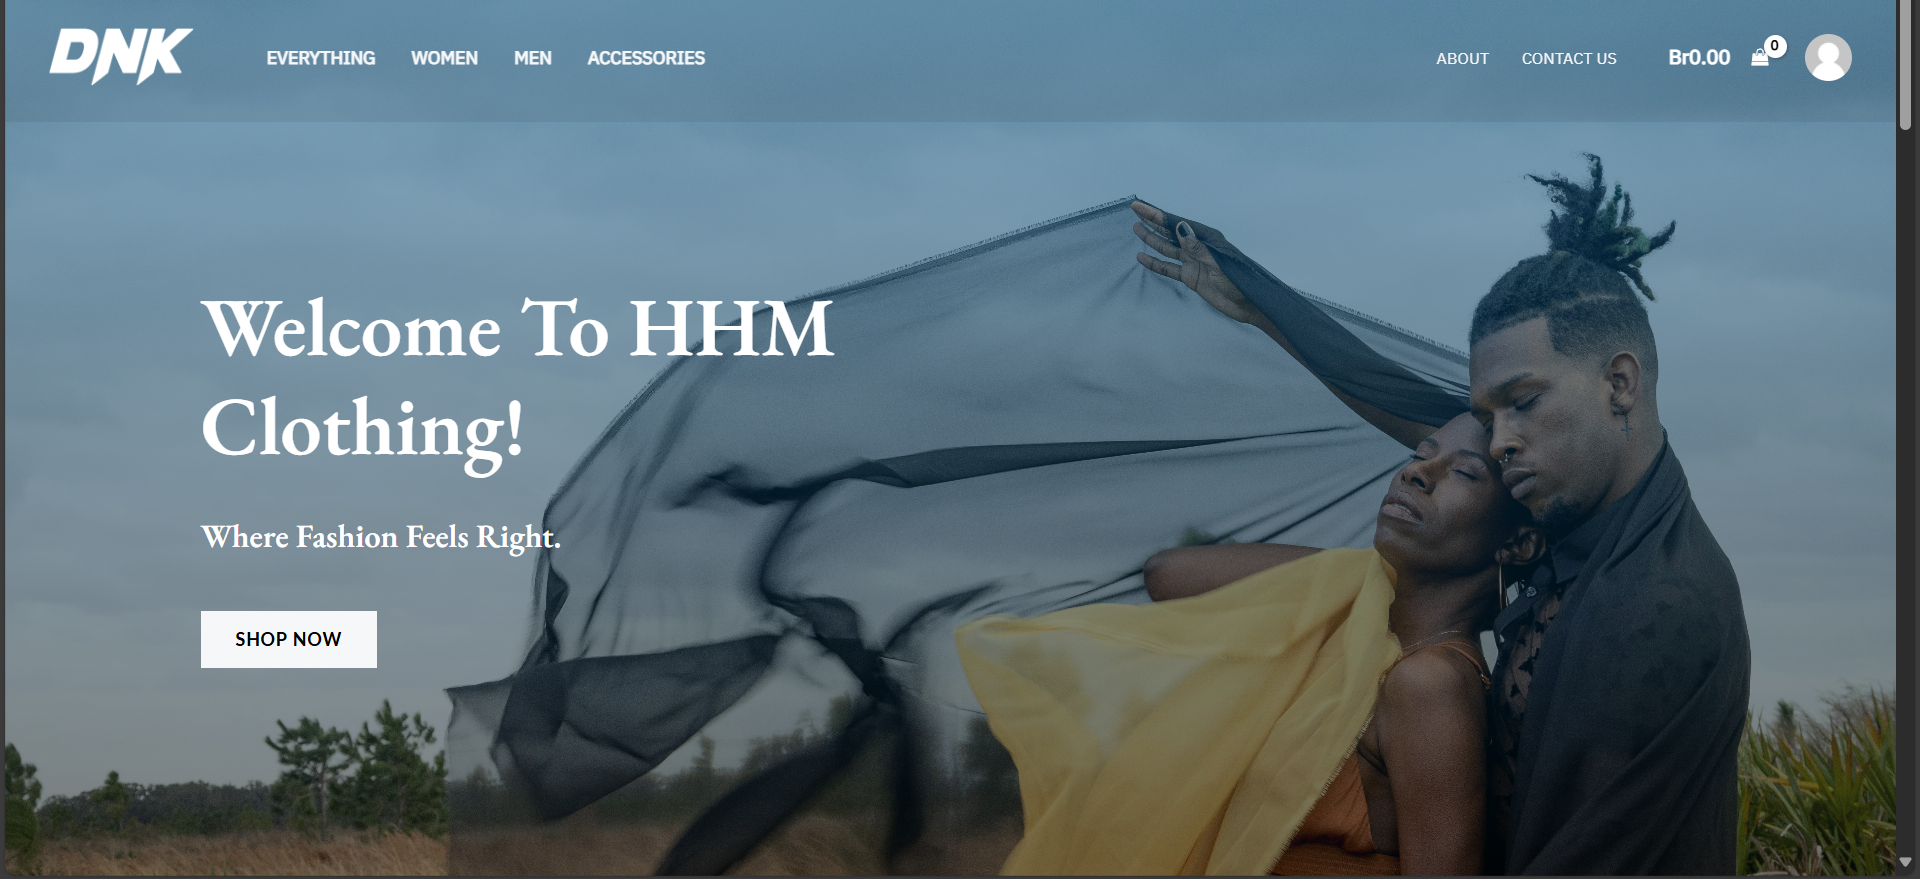 DNK
EVERYTHING WOMEN MEN ACCESSORIES
ABOUT CONTACT US Br0.00 0
Welcome To HHM
Clothing!
Where Fashion Feels Right.
SHOP NOW